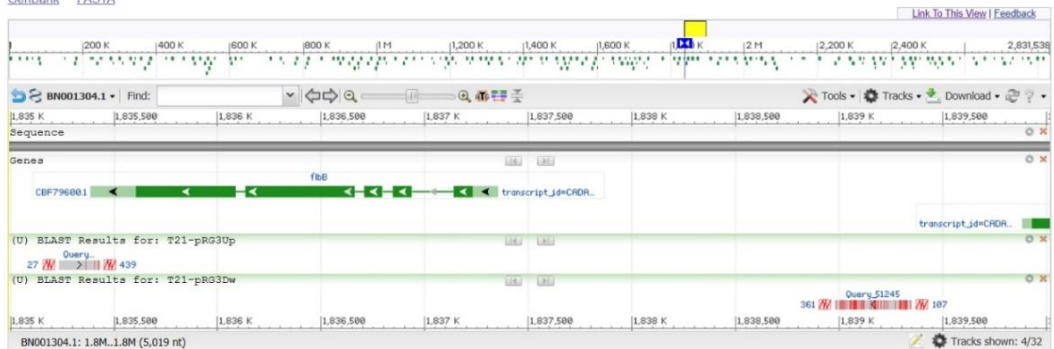 GenBank FASTA
Link To This View | Feedback
200 K 400 K 600 K 800 K 1 M 1,200 K 1,400 K 1,600 K K 2 M 2,200 K 2,400 K 2,831,538
BN001304.1 Find: Tools Tracks Download ?
1,835 K 1,835,500 1,836 K 1,836,500 1,837 K 1,837,500 1,838 K 1,838,500 1,839 K 1,839,500
Sequence
Genes
flbB
CBF79600.1 transcript_id=CADA…
transcript_id=CADA…
(U) BLAST Results for: T21-pRG3Up
Query…
27 439
(U) BLAST Results for: T21-pRG3Dw
Query_51245
361 107
1,835 K 1,835,500 1,836 K 1,836,500 1,837 K 1,837,500 1,838 K 1,838,500 1,839 K 1,839,500
BN001304.1: 1.8M..1.8M (5,019 nt) Tracks shown: 4/32